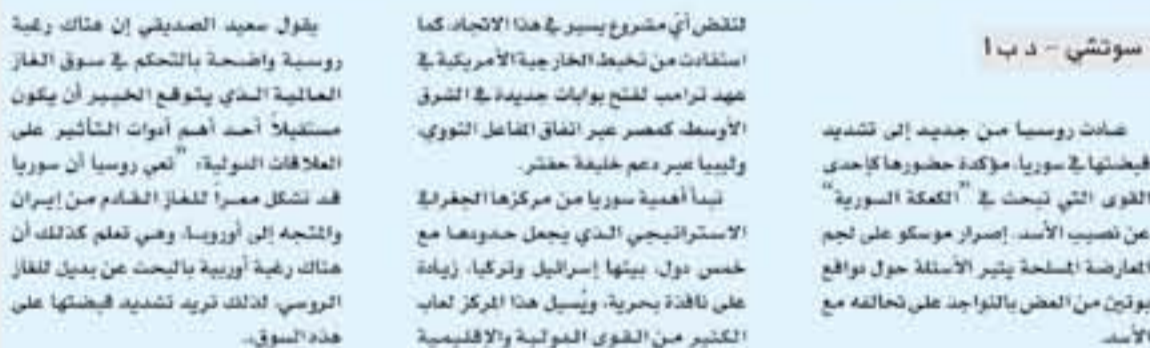 سوتشي - د ب ا
عادت روسيا من جديد إلى تشديد
قبضتها في سوريا، مؤكدة حضورها كإحدى
القوى التي تبحث في "الكعكة السورية"
عن نصيب الأسد. إصرار موسكو على لجم
المعارضة المسلحة يثير الأسئلة حول دوافع
بوتين من العض بالنواجد على تحالفه مع
الأسد.
لنقض أي مشروع يسير في هذا الاتجاه، كما
استفادت من تخبط الخارجية الأمريكية في
عهد ترامب لفتح بوابات جديدة في الشرق
الأوسط، كمصر عبر اتفاق المفاعل النووي،
وليبيا عبر دعم خليفة حفتر.
تبدأ أهمية سوريا من مركزها الجغرافي
الاستراتيجي الذي يجعل حدودها مع
خمس دول، بينها إسرائيل وتركيا، زيادة
على نافذة بحرية، ويُسيل هذا المركز لعاب
الكثير من القوى الدولية والإقليمية
يقول سعيد الصديقي إن هناك رغبة
روسية واضحة بالتحكم في سوق الغاز
العالمية الذي يتوقع الخبير أن يكون
مستقبلاً أحد أهم أدوات التأثير على
العلاقات الدولية، "تعي روسيا أن سوريا
قد تشكل ممراً للغاز القادم من إيران
والمتجه إلى أوروبا، وهي تعلم كذلك أن
هناك رغبة أوربية بالبحث عن بديل للغاز
الروسي، لذلك تريد تشديد قبضتها على
هذه السوق.